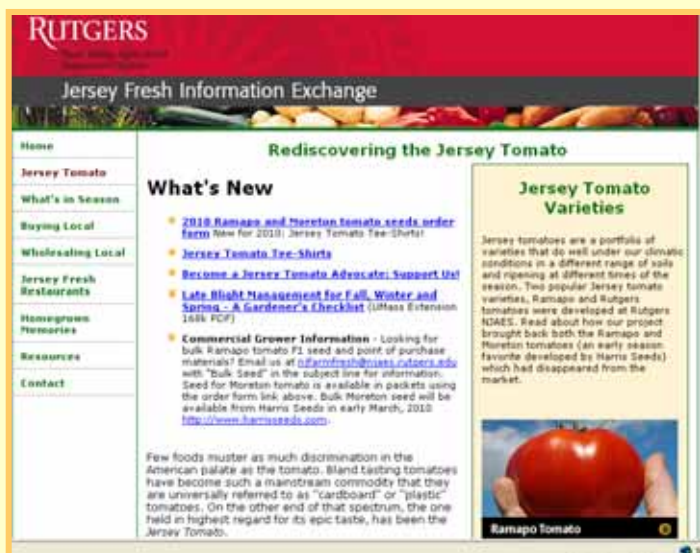 RUTGERS
Jersey Fresh Information Exchange
Home
Jersey Tomato
What's in Season
Buying Local
Wholesaling Local
Jersey Fresh
Restaurants
Homegrown
Memories
Resources
Contact
Rediscovering the Jersey Tomato
What's New
2010 Ramapo and Moreton tomato seeds order
form New for 2010: Jersey Tomato Tee-Shirts!
Jersey Tomato Tee-Shirts
Become a Jersey Tomato Advocate: Support Us!
Late Blight Management for Fall, Winter and
Spring - A Gardener's Checklist (UMass Extension
168k PDF)
Commercial Grower Information - Looking for
bulk Ramapo tomato F1 seed and point of purchase
materials? Email us at njfarmfresh@njaes.rutgers.edu
with "Bulk Seed" in the subject line for information.
Seed for Moreton tomato is available in packets using
the order form link above. Bulk Moreton seed will be
available from Harris Seeds in early March, 2010
http://www.harrisseeds.com.
Few foods muster as much discrimination in the
American palate as the tomato. Bland tasting tomatoes
have become such a mainstream commodity that they
are universally referred to as "cardboard" or "plastic"
tomatoes. On the other end of that spectrum, the one
held in highest regard for its epic taste, has been the
Jersey Tomato.
Jersey Tomato
Varieties
Jersey tomatoes are a portfolio of
varieties that do well under our climatic
conditions in a different range of soils
and ripening at different times of the
season. Two popular Jersey tomato
varieties, Ramapo and Rutgers
tomatoes were developed at Rutgers
NJAES. Read about how our project
brought back both the Ramapo and
Moreton tomatoes (an early season
favorite developed by Harris Seeds)
which had disappeared from the
market.
Ramapo Tomato